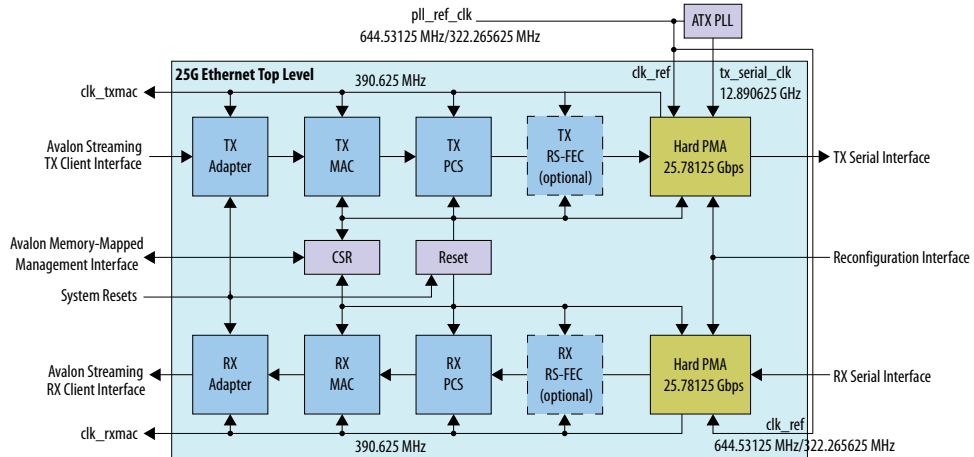 pll_ref_clk
ATX PLL
644.53125 MHz/322.265625 MHz
25G Ethernet Top Level
390.625 MHz
clk_ref
tx_serial_clk
12.890625 GHz
clk_txmac
Avalon Streaming
TX Client Interface
TX
Adapter
TX
MAC
TX
PCS
TX
RS-FEC
(optional)
Hard PMA
25.78125 Gbps
TX Serial Interface
Avalon Memory-Mapped
Management Interface
CSR
Reset
Reconfiguration Interface
System Resets
Avalon Streaming
RX Client Interface
RX
Adapter
RX
MAC
RX
PCS
RX
RS-FEC
(optional)
Hard PMA
25.78125 Gbps
RX Serial Interface
clk_rxmac
390.625 MHz
clk_ref
644.53125 MHz/322.265625 MHz